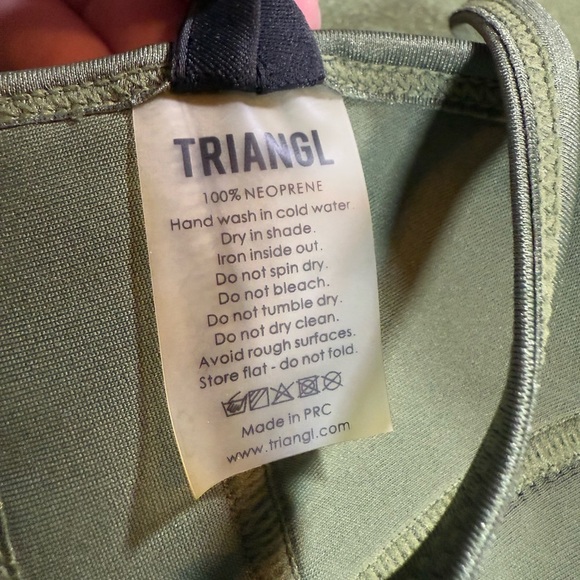 TRIANGL
100% NEOPRENE
Hand wash in cold water
Dry in shade.
Iron inside out.
Do not spin dry.
Do not bleach.
Do not tumble dry.
Do not dry clean.
Avoid rough surfaces.
Store flat - do not fold.
Made in PRC
www.triangl.com